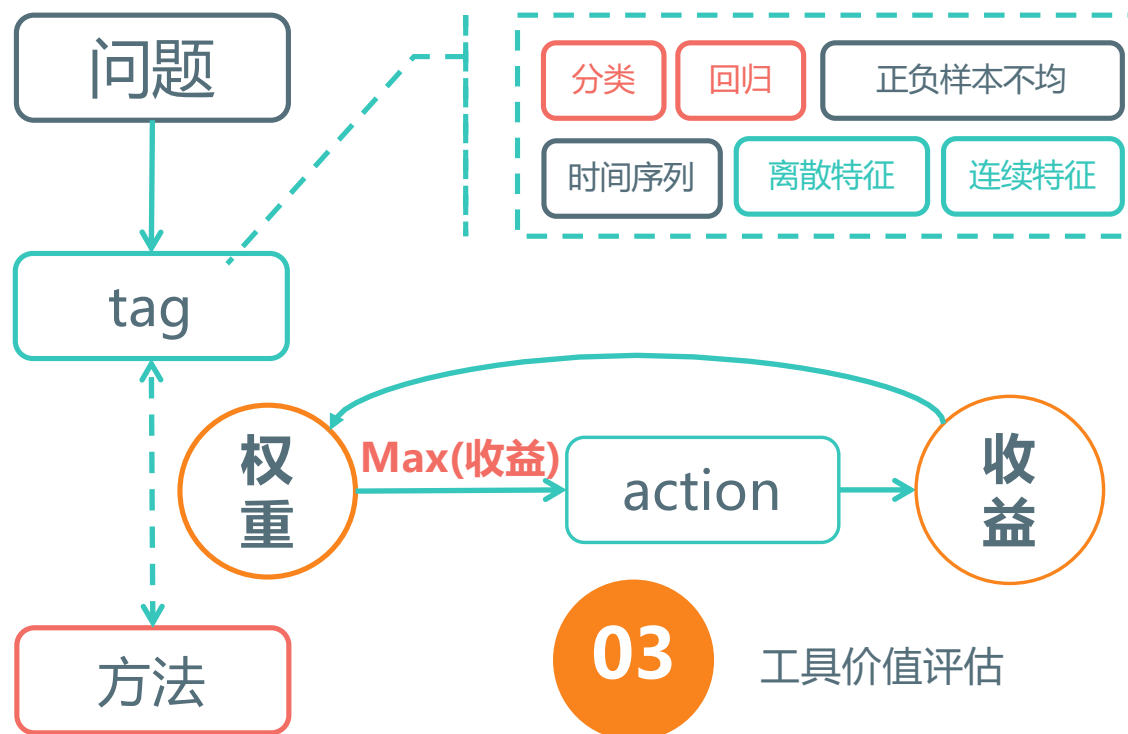 问题
分类 回归 正负样本不均
时间序列 离散特征 连续特征
tag
权
重
Max(收益)
action
收
益
方法
03
工具价值评估